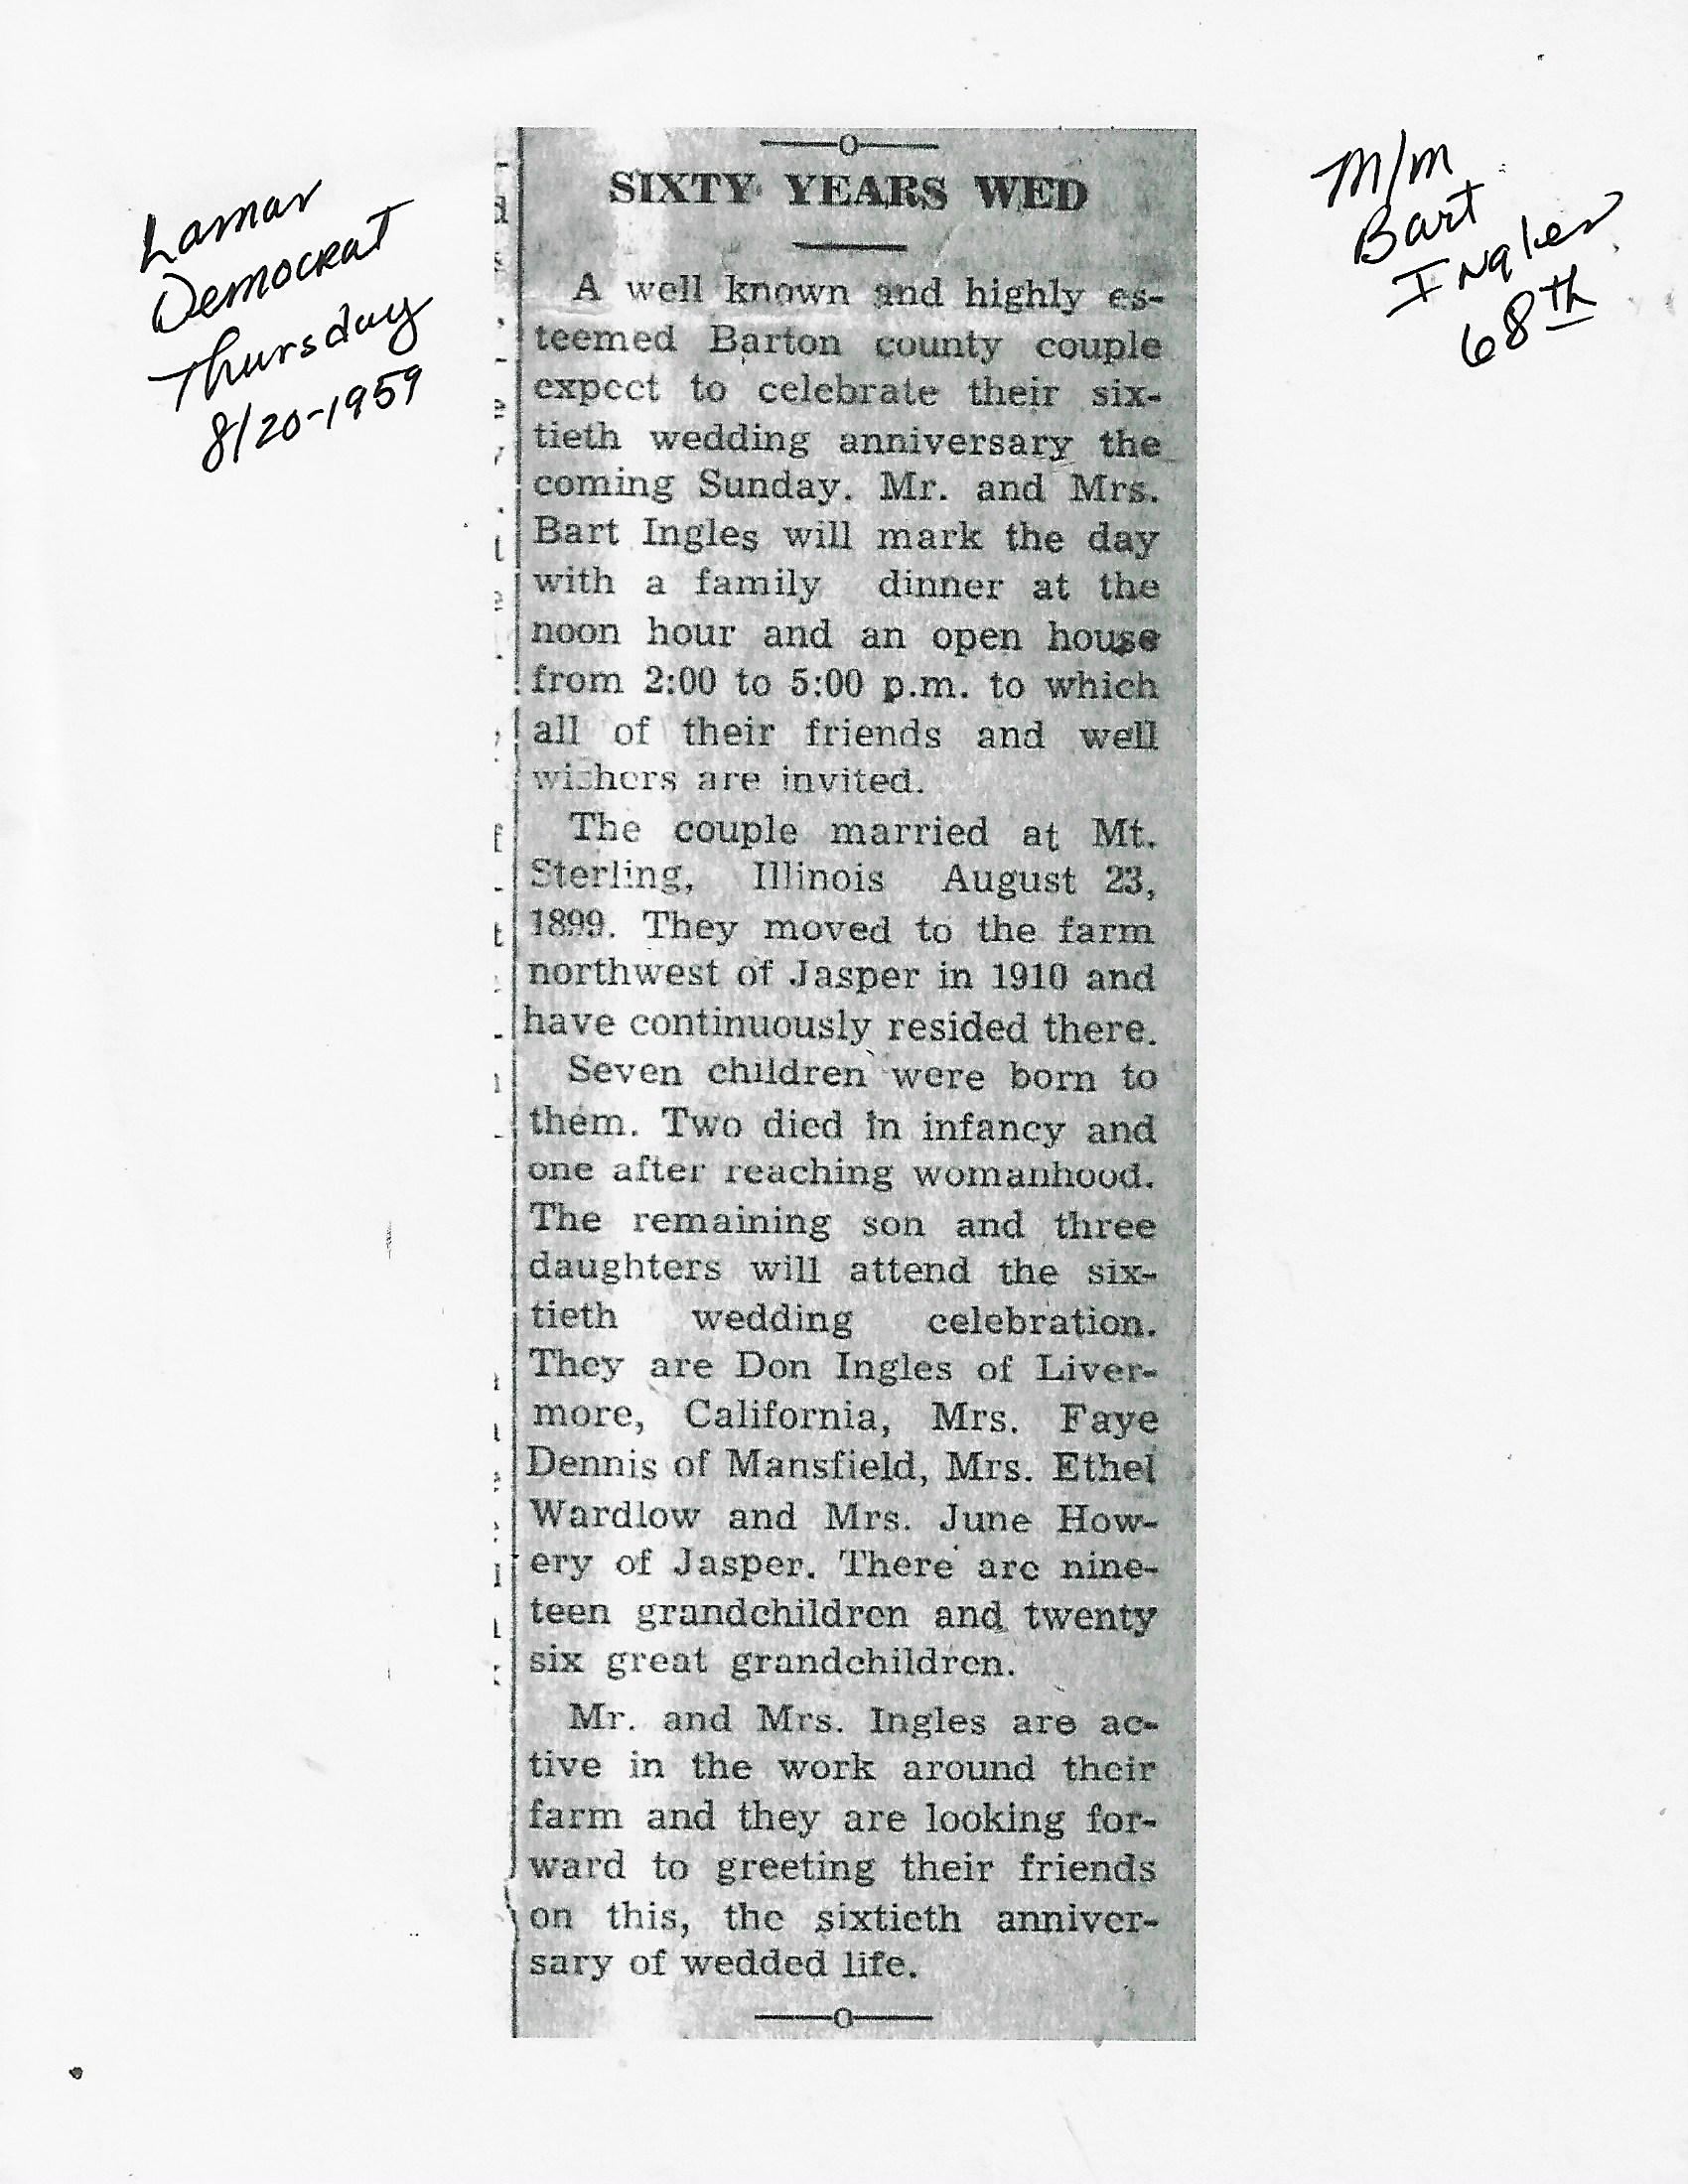 Lamar
Democrat
Thursday
8/20-1959
M/M
Bart
Ingles
68th
SIXTY YEARS WED
A well known and highly es-
teemed Barton county couple
expect to celebrate their six-
tieth wedding anniversary the
coming Sunday. Mr. and Mrs.
Bart Ingles will mark the day
with a family dinner at the
noon hour and an open house
from 2:00 to 5:00 p.m. to which
all of their friends and well
wishers are invited.
The couple married at Mt.
Sterling, Illinois August 23,
1899. They moved to the farm
northwest of Jasper in 1910 and
have continuously resided there.
Seven children were born to
them. Two died in infancy and
one after reaching womanhood.
The remaining son and three
daughters will attend the six-
tieth wedding celebration.
They are Don Ingles of Liver-
more, California, Mrs. Faye
Dennis of Mansfield, Mrs. Ethel
Wardlow and Mrs. June How-
ery of Jasper. There are nine-
teen grandchildren and twenty
six great grandchildren.
Mr. and Mrs. Ingles are ac-
tive in the work around their
farm and they are looking for-
ward to greeting their friends
on this, the sixtieth anniver-
sary of wedded life.